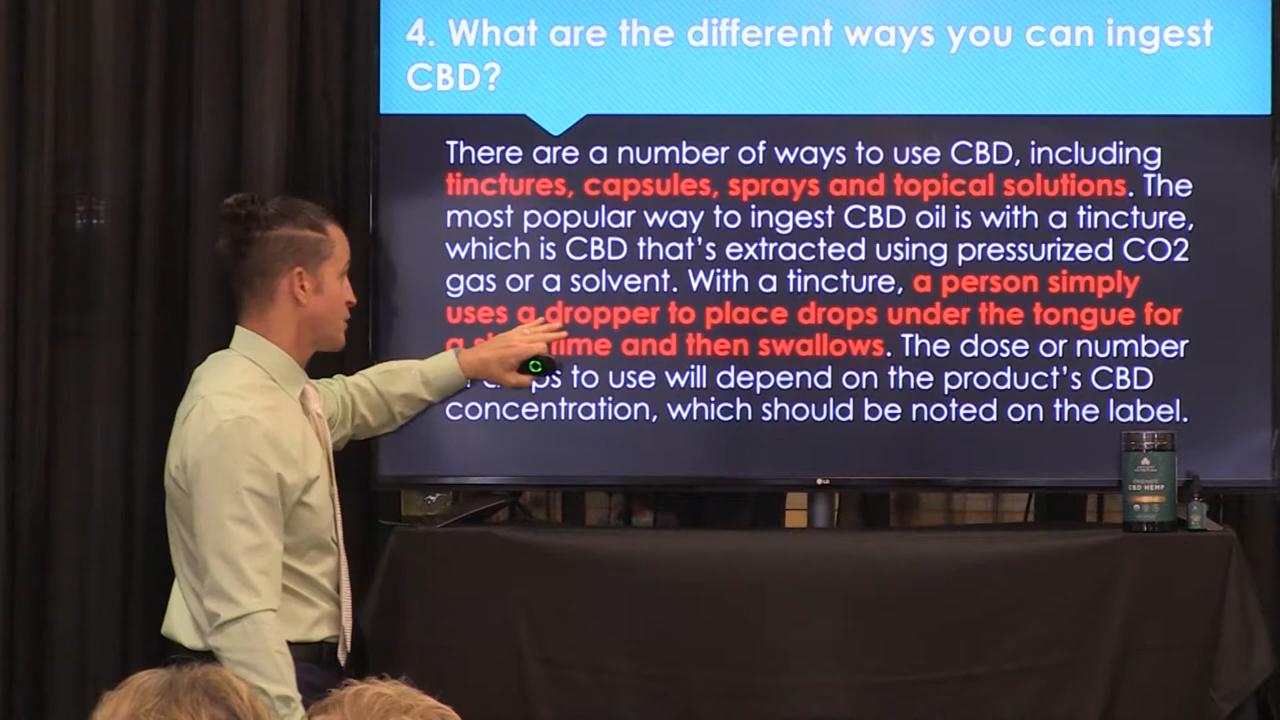 4. What are the different ways you can ingest
CBD?
There are a number of ways to use CBD, including
tinctures, capsules, sprays and topical solutions. The
most popular way to ingest CBD oil is with a tincture,
which is CBD that's extracted using pressurized CO2
gas or a solvent. With a tincture, a person simply
uses a dropper to place drops under the tongue for
a time and then swallows. The dose or number
to use will depend on the product's CBD
concentration, which should be noted on the label.
LG
ORGANIC
CBD HEMP